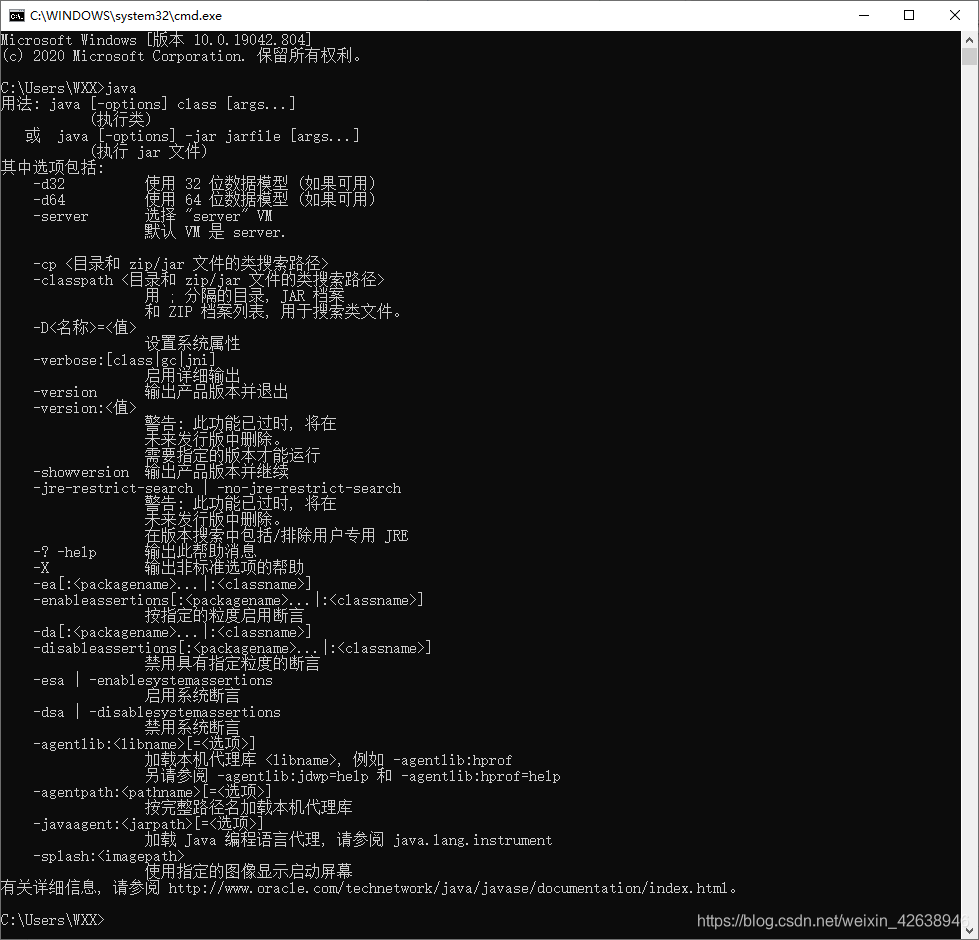 C:\WINDOWS\system32\cmd.exe
Microsoft Windows [版本 10.0.19042.804]
(c) 2020 Microsoft Corporation. 保留所有权利。
C:\Users\WXX>java
用法: java [-options] class [args...]
(执行类)
或  java [-options] -jar jarfile [args...]
(执行 jar 文件)
其中选项包括:
-d32 使用 32 位数据模型 (如果可用)
-d64 使用 64 位数据模型 (如果可用)
-server 选择 "server" VM
默认 VM 是 server.
-cp <目录和 zip/jar 文件的类搜索路径>
-classpath <目录和 zip/jar 文件的类搜索路径>
用 ; 分隔的目录, JAR 档案
和 ZIP 档案列表, 用于搜索类文件。
-D<名称>=<值>
设置系统属性
-verbose:[class|gc|jni]
启用详细输出
-version 输出产品版本并退出
-version:<值>
警告: 此功能已过时, 将在
未来发行版中删除。
需要指定的版本才能运行
-showversion 输出产品版本并继续
-jre-restrict-search | -no-jre-restrict-search
警告: 此功能已过时, 将在
未来发行版中删除。
在版本搜索中包括/排除用户专用 JRE
-? -help 输出此帮助消息
-X 输出非标准选项的帮助
-ea[:<packagename>...|:<classname>]
-enableassertions[:<packagename>...|:<classname>]
按指定的粒度启用断言
-da[:<packagename>...|:<classname>]
-disableassertions[:<packagename>...|:<classname>]
禁用具有指定粒度的断言
-esa | -enablesystemassertions
启用系统断言
-dsa | -disablesystemassertions
禁用系统断言
-agentlib:<libname>[=<选项>]
加载本机代理库 <libname>, 例如 -agentlib:hprof
另请参阅 -agentlib:jdwp=help 和 -agentlib:hprof=help
-agentpath:<pathname>[=<选项>]
按完整路径名加载本机代理库
-javaagent:<jarpath>[=<选项>]
加载 Java 编程语言代理, 请参阅 java.lang.instrument
-splash:<imagepath>
使用指定的图像显示启动屏幕
有关详细信息, 请参阅 http://www.oracle.com/technetwork/java/javase/documentation/index.html。
C:\Users\WXX>
https://blog.csdn.net/weixin_42638946